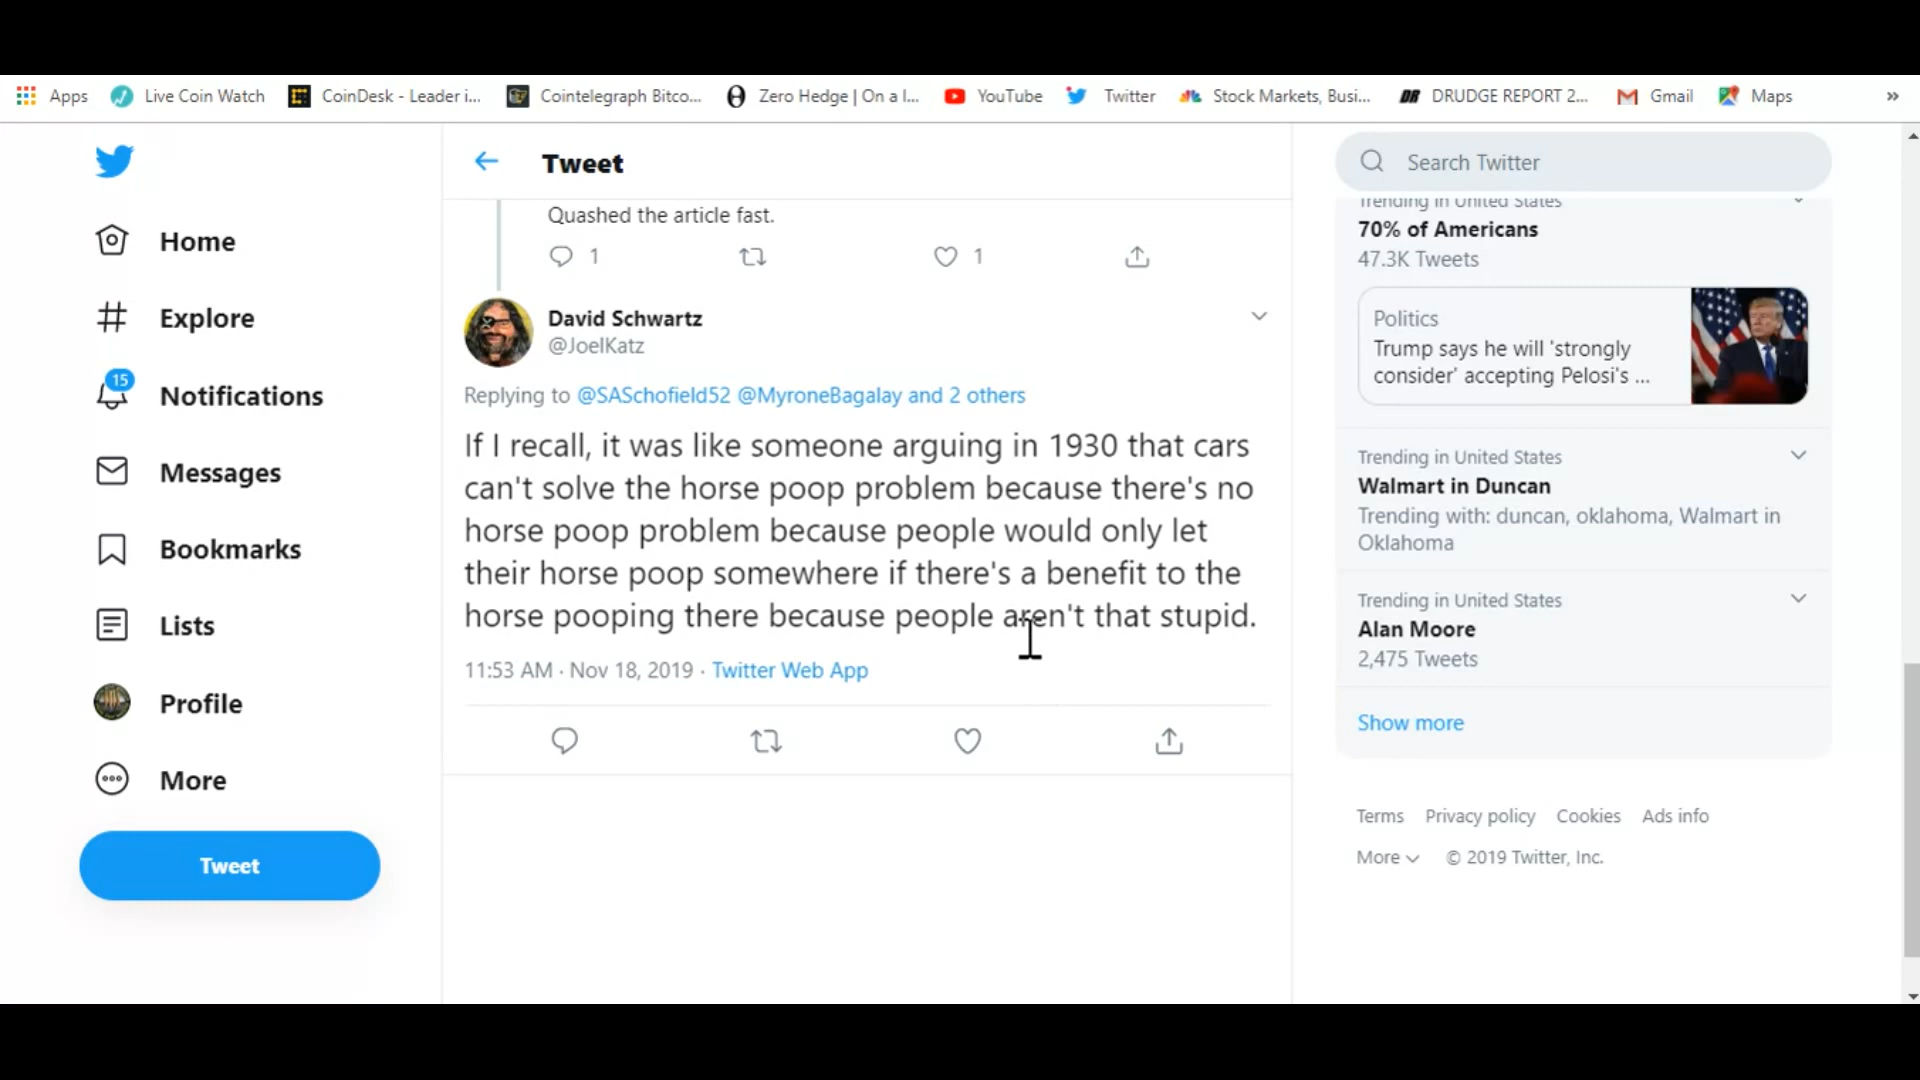 Apps
Live Coin Watch
CoinDesk - Leader i...
Cointelegraph Bitco...
Zero Hedge | On a l...
YouTube
Twitter
Stock Markets, Busi...
DRUDGE REPORT 2...
Gmail
Maps
»
Home
Explore
15
Notifications
Messages
Bookmarks
Lists
Profile
More
Tweet
Tweet
Quashed the article fast.
1
1
David Schwartz
@JoelKatz
Replying to @SASchofield52 @MyroneBagalay and 2 others
If I recall, it was like someone arguing in 1930 that cars
can't solve the horse poop problem because there's no
horse poop problem because people would only let
their horse poop somewhere if there's a benefit to the
horse pooping there because people aren't that stupid.
11:53 AM · Nov 18, 2019 · Twitter Web App
Search Twitter
Trending in United States
70% of Americans
47.3K Tweets
Politics
Trump says he will 'strongly
consider' accepting Pelosi's ...
Trending in United States
Walmart in Duncan
Trending with: duncan, oklahoma, Walmart in
Oklahoma
Trending in United States
Alan Moore
2,475 Tweets
Show more
Terms Privacy policy Cookies Ads info
More © 2019 Twitter, Inc.